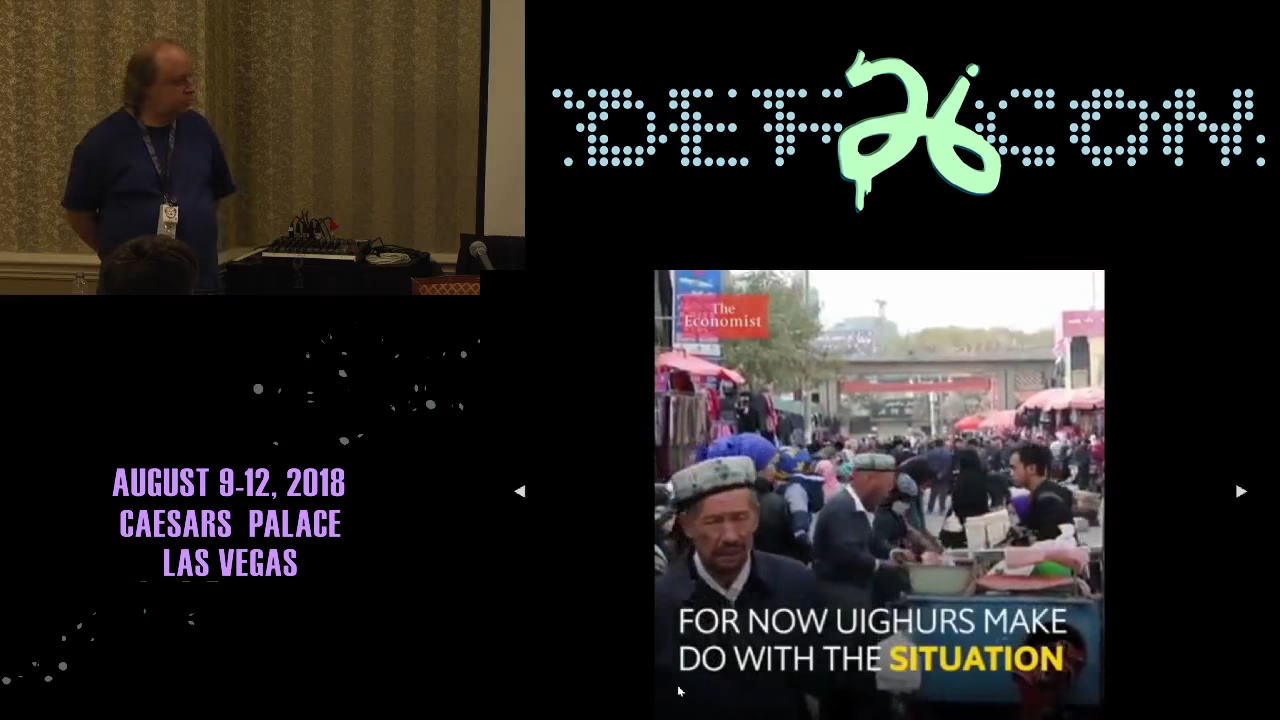 DEF 26 CON
The
Economist
AUGUST 9-12, 2018
CAESARS PALACE
LAS VEGAS
FOR NOW UIGHURS MAKE
DO WITH THE SITUATION